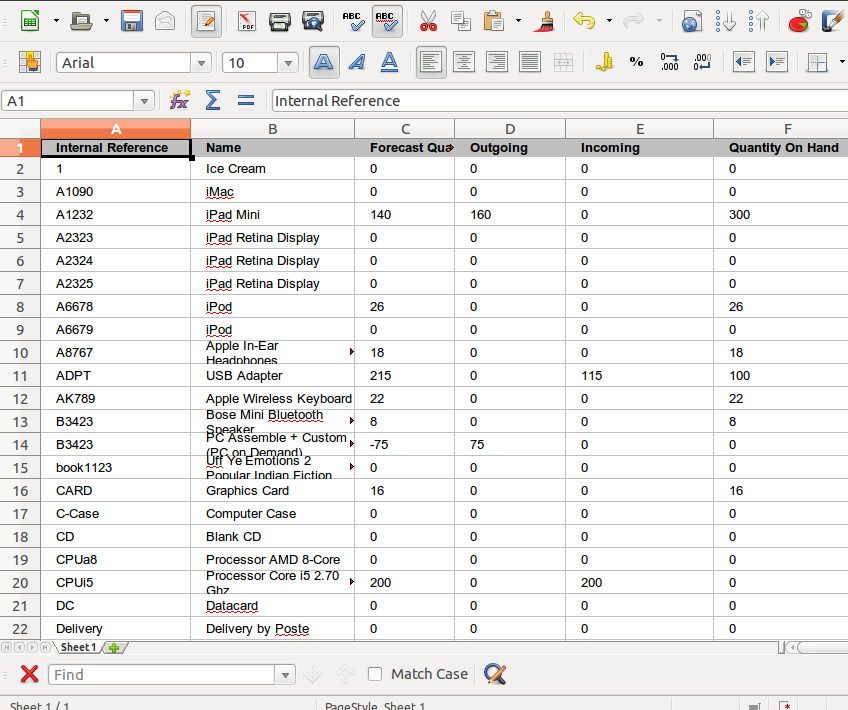 PDF
ABC
ABC
Arial 10 A A A % .000 .000
A1 fx Σ = Internal Reference
A B C D E F
1 Internal Reference Name Forecast Qua Outgoing Incoming Quantity On Hand
2 1 Ice Cream 0 0 0 0
3 A1090 iMac 0 0 0 0
4 A1232 iPad Mini 140 160 0 300
5 A2323 iPad Retina Display 0 0 0 0
6 A2324 iPad Retina Display 0 0 0 0
7 A2325 iPad Retina Display 0 0 0 0
8 A6678 iPod 26 0 0 26
9 A6679 iPod 0 0 0 0
10 A8767 Apple In-Ear Headphones 18 0 0 18
11 ADPT USB Adapter 215 0 115 100
12 AK789 Apple Wireless Keyboard 22 0 0 22
13 B3423 Bose Mini Bluetooth Speaker 8 0 0 8
14 B3423 PC Assemble + Custom (PC on Demand) -75 75 0 0
15 book1123 Uff Ye Emotions 2 Popular Indian Fiction 0 0 0 0
16 CARD Graphics Card 16 0 0 16
17 C-Case Computer Case 0 0 0 0
18 CD Blank CD 0 0 0 0
19 CPUa8 Processor AMD 8-Core 0 0 0 0
20 CPUi5 Processor Core i5 2.70 Ghz 200 0 200 0
21 DC Datacard 0 0 0 0
22 Delivery Delivery by Poste 0 0 0 0
Sheet 1
Find Match Case
Sheet 1 / 1 PageStyle Sheet 1